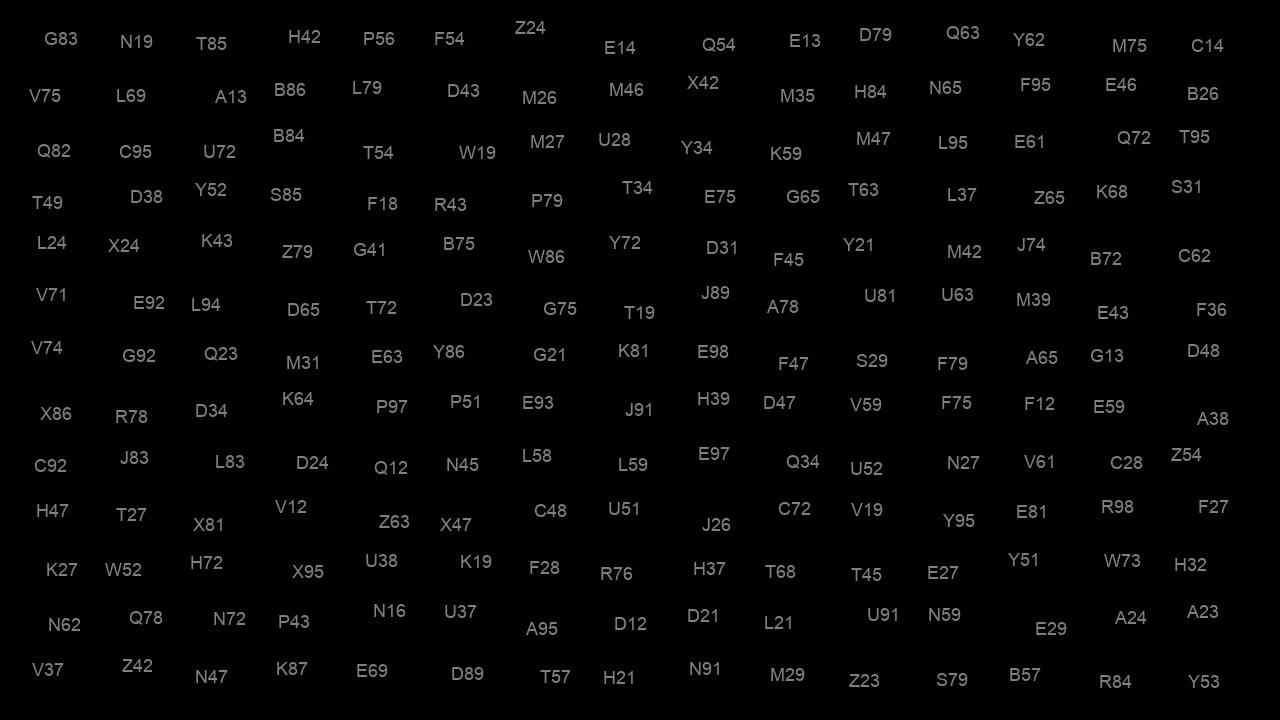 G83 N19 T85 H42 P56 F54 Z24 E14 Q54 E13 D79 Q63 Y62 M75 C14
V75 L69 A13 B86 L79 D43 M26 M46 X42 M35 H84 N65 F95 E46 B26
Q82 C95 U72 B84 T54 W19 M27 U28 Y34 K59 M47 L95 E61 Q72 T95
T49 D38 Y52 S85 F18 R43 P79 T34 E75 G65 T63 L37 Z65 K68 S31
L24 X24 K43 Z79 G41 B75 W86 Y72 D31 F45 Y21 M42 J74 B72 C62
V71 E92 L94 D65 T72 D23 G75 T19 J89 A78 U81 U63 M39 E43 F36
V74 G92 Q23 M31 E63 Y86 G21 K81 E98 F47 S29 F79 A65 G13 D48
X86 R78 D34 K64 P97 P51 E93 J91 H39 D47 V59 F75 F12 E59 A38
C92 J83 L83 D24 Q12 N45 L58 L59 E97 Q34 U52 N27 V61 C28 Z54
H47 T27 X81 V12 Z63 X47 C48 U51 J26 C72 V19 Y95 E81 R98 F27
K27 W52 H72 X95 U38 K19 F28 R76 H37 T68 T45 E27 Y51 W73 H32
N62 Q78 N72 P43 N16 U37 A95 D12 D21 L21 U91 N59 E29 A24 A23
V37 Z42 N47 K87 E69 D89 T57 H21 N91 M29 Z23 S79 B57 R84 Y53